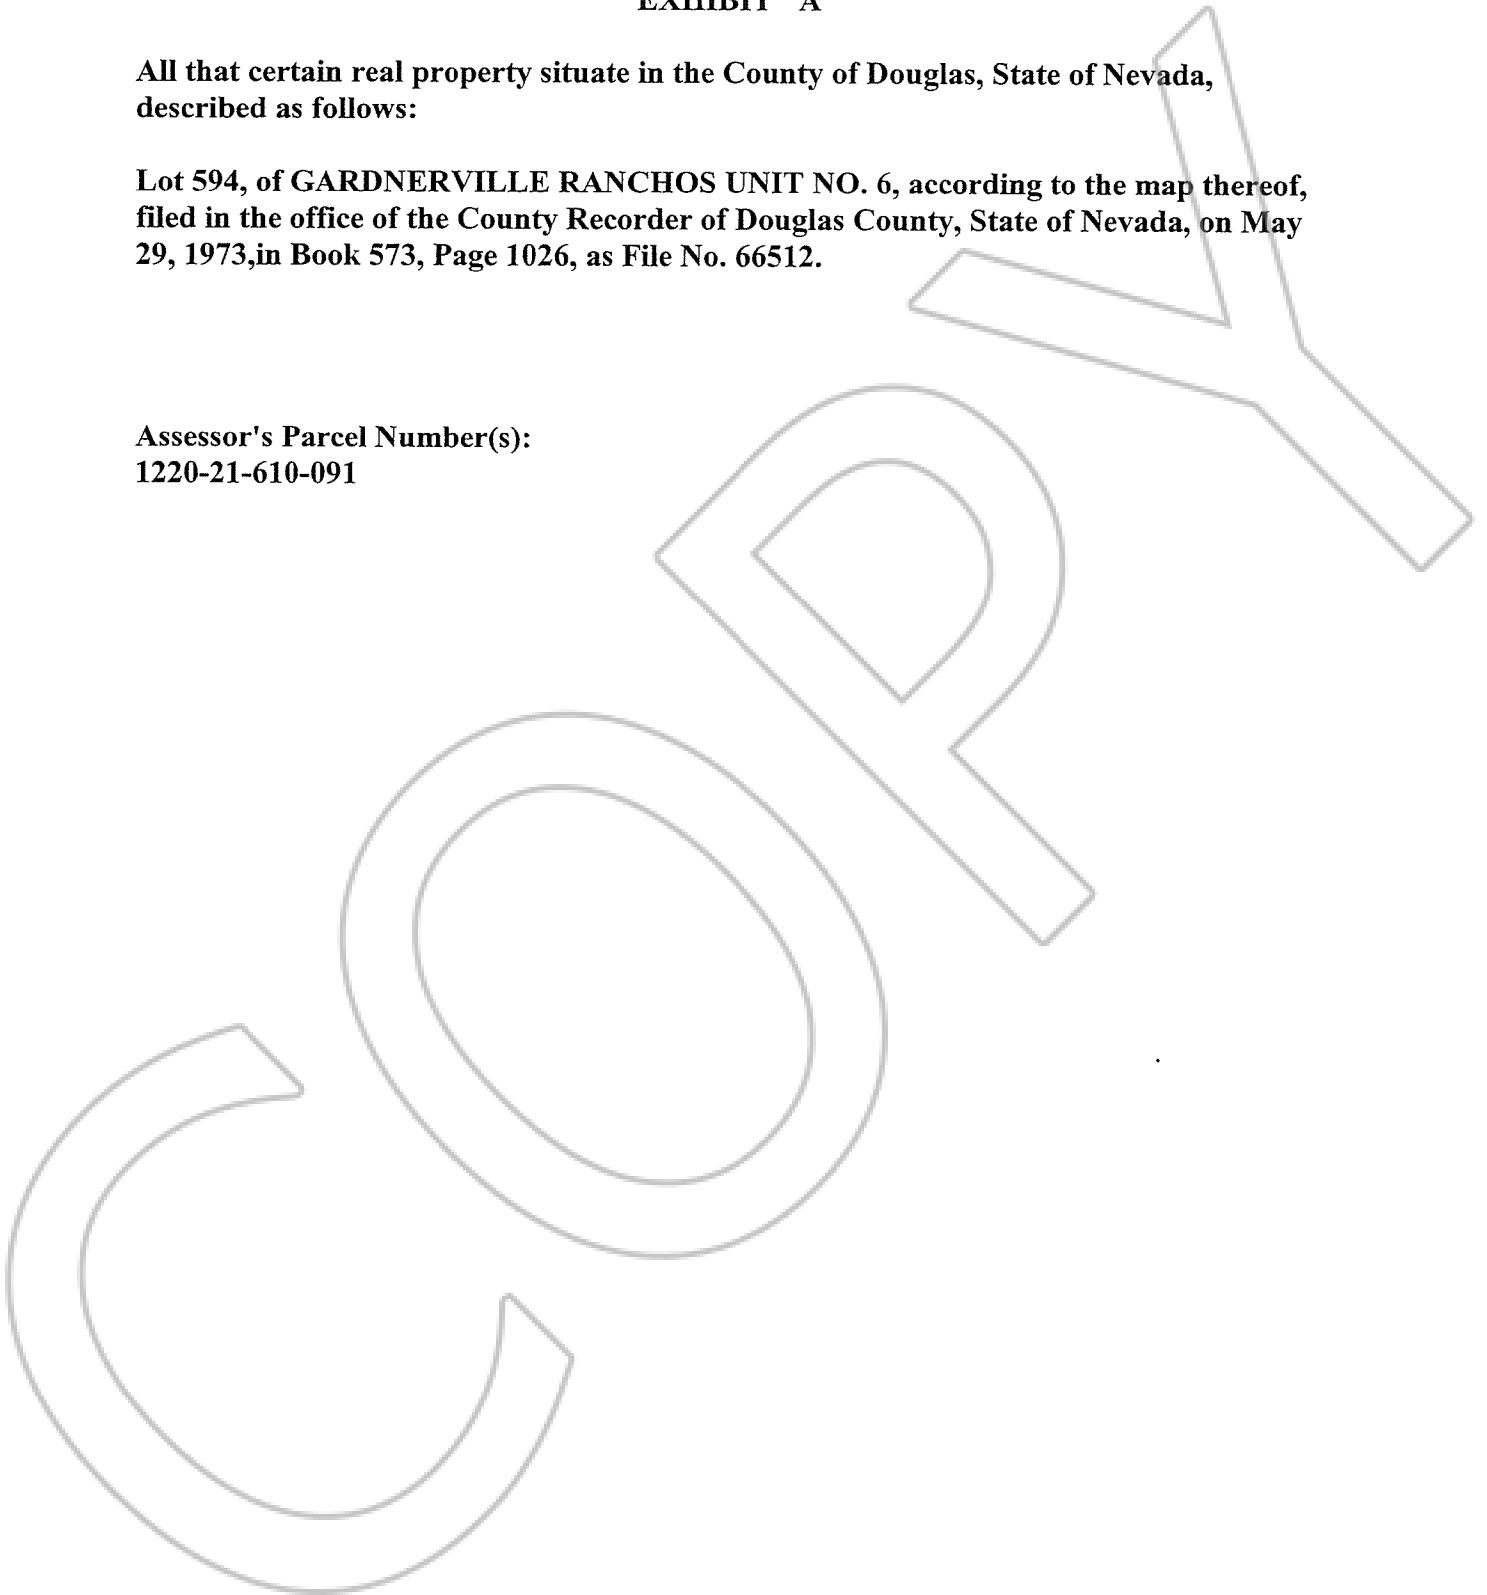 EXHIBIT "A"
All that certain real property situate in the County of Douglas, State of Nevada,
described as follows:
Lot 594, of GARDNERVILLE RANCHOS UNIT NO. 6, according to the map thereof,
filed in the office of the County Recorder of Douglas County, State of Nevada, on May
29, 1973,in Book 573, Page 1026, as File No. 66512.
Assessor's Parcel Number(s):
1220-21-610-091
COPY